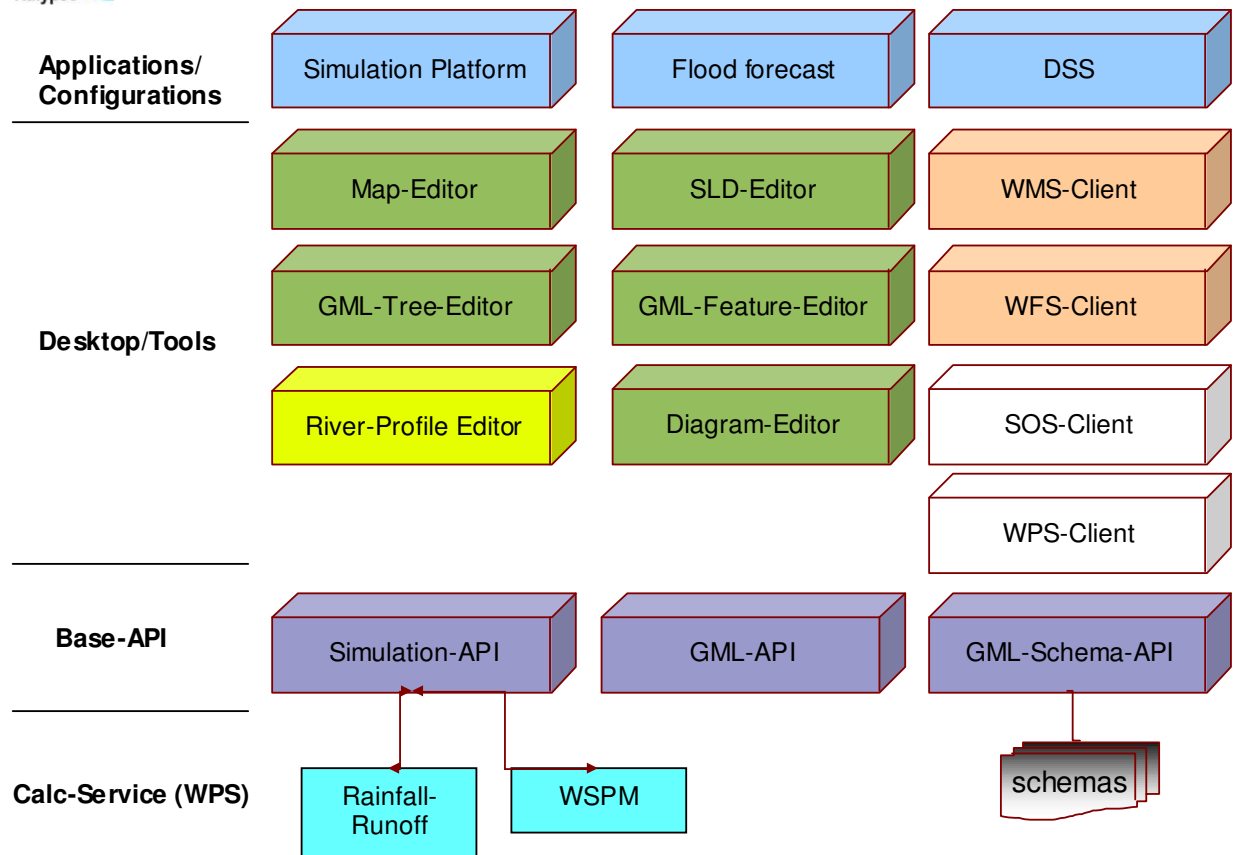 Applications/
Configurations
Simulation Platform
Flood forecast
DSS
Desktop/Tools
Map-Editor
SLD-Editor
WMS-Client
GML-Tree-Editor
GML-Feature-Editor
WFS-Client
River-Profile Editor
Diagram-Editor
SOS-Client
WPS-Client
Base-API
Simulation-API
GML-API
GML-Schema-API
Calc-Service (WPS)
Rainfall-
Runoff
WSPM
schemas